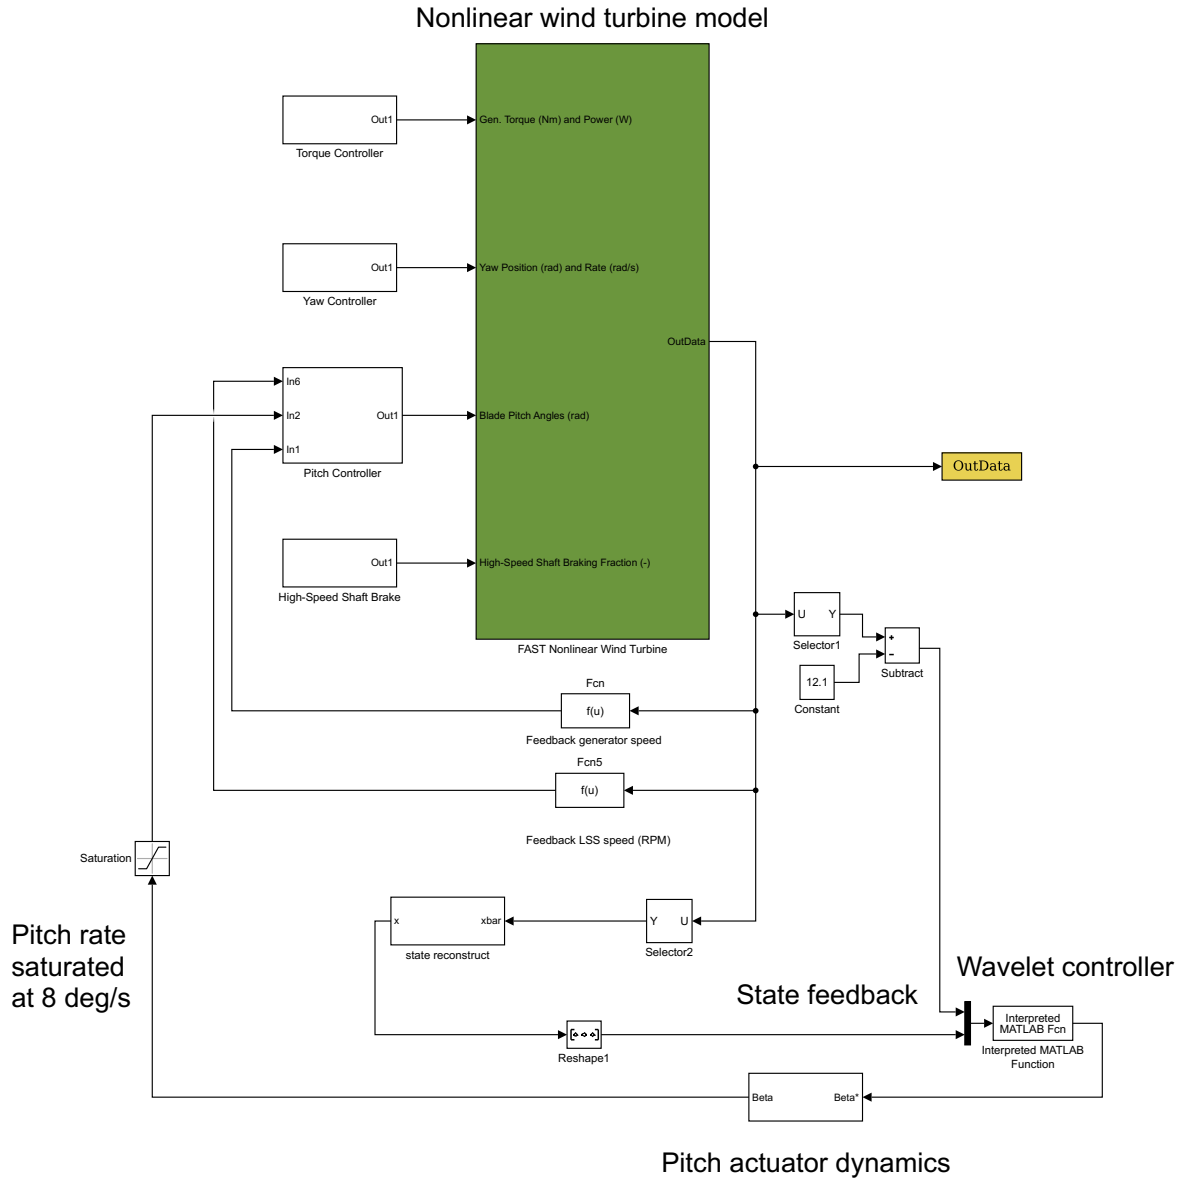 Nonlinear wind turbine model
Out1
Torque Controller
Gen. Torque (Nm) and Power (W)
Out1
Yaw Controller
Yaw Position (rad) and Rate (rad/s)
OutData
In6
In2
In1
Out1
Pitch Controller
Blade Pitch Angles (rad)
OutData
Out1
High-Speed Shaft Brake
High-Speed Shaft Braking Fraction (-)
FAST Nonlinear Wind Turbine
U Y
Selector1
+
−
Subtract
12.1
Constant
Fcn
f(u)
Feedback generator speed
Fcn5
f(u)
Feedback LSS speed (RPM)
Saturation
Pitch rate
saturated
at 8 deg/s
x xbar
state reconstruct
Y U
Selector2
State feedback
Wavelet controller
Reshape1
Interpreted
MATLAB Fcn
Interpreted MATLAB
Function
Beta Beta*
Pitch actuator dynamics